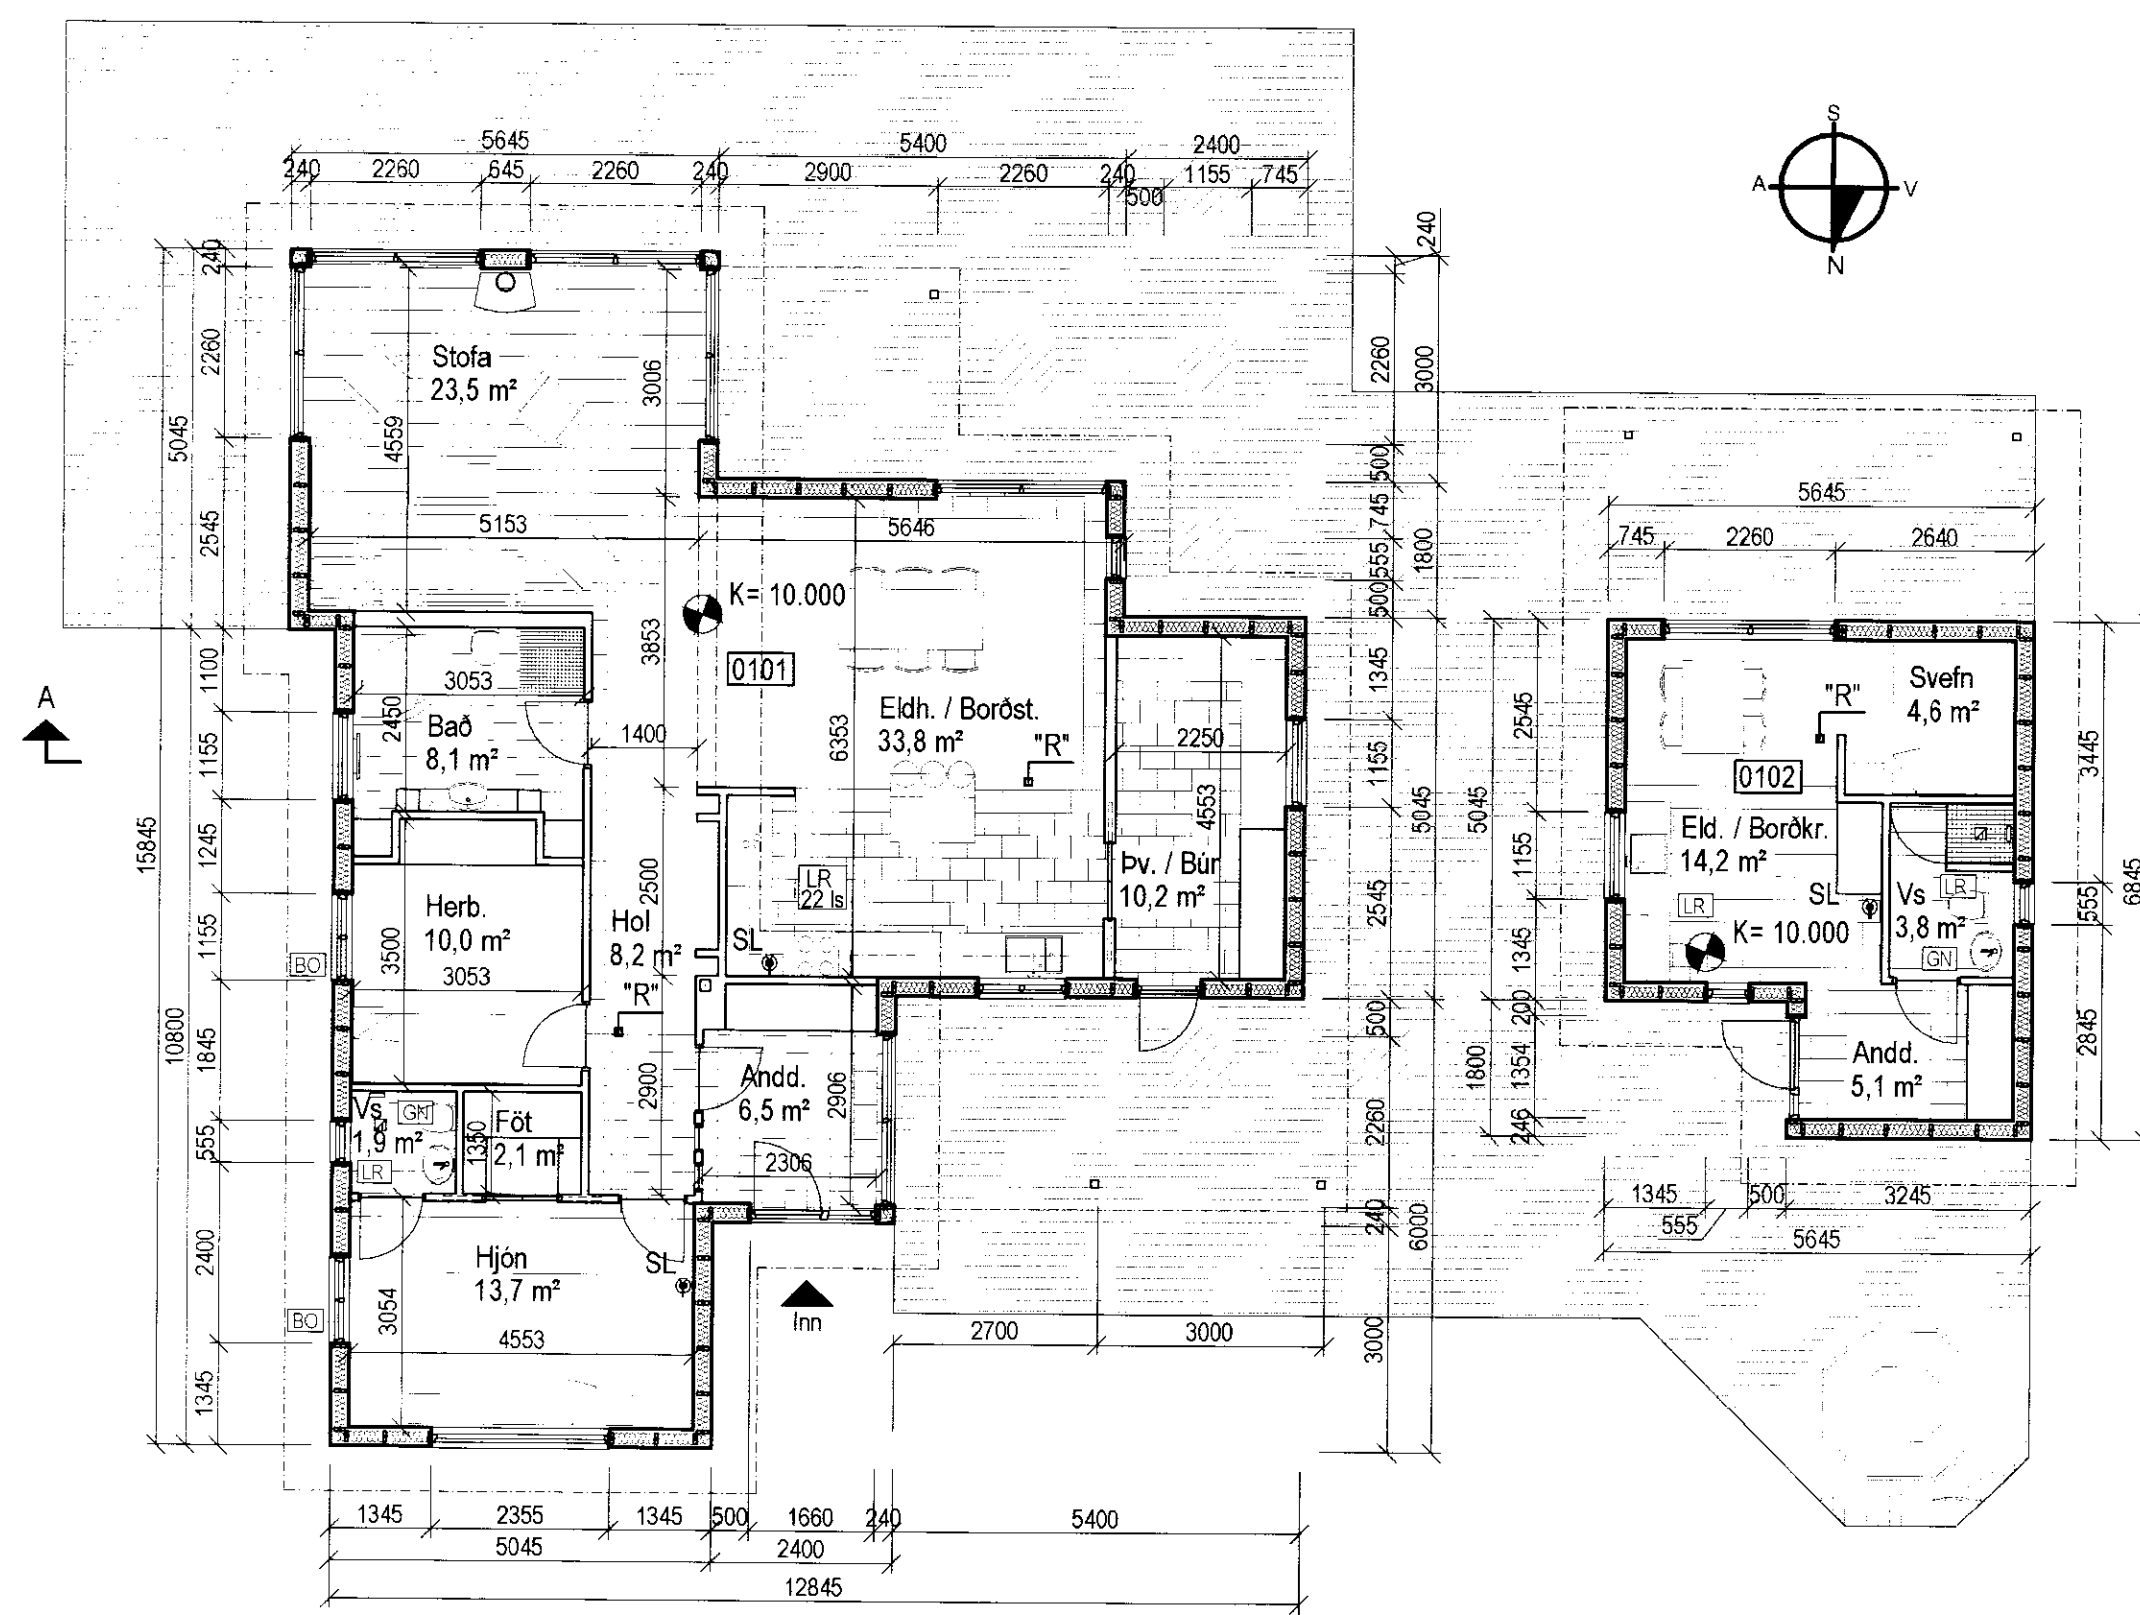 5645
5400
2400
240
2260
645
2260
240
2900
2260
240
500
1155
745
S
A
V
N
240
2260
5045
2545
1100
1155
1245
1155
1845
555
2400
1345
15845
10800
A
Stofa
23,5 m²
4559
3006
5153
5646
K= 10.000
0101
3853
6353
Eldh. / Borðst.
33,8 m²
"R"
3053
2450
Bað
8,1 m²
1400
2250
4553
Þv. / Búr
10,2 m²
LR
22 ls
SL
Herb.
10,0 m²
3500
3053
BO
Hol
8,2 m²
2500
"R"
2900
Andd.
6,5 m²
2906
2306
Vs
1,9 m²
GN
LR
Föt
2,1 m²
1350
Hjón
13,7 m²
SL
3054
4553
BO
Inn
2700
3000
1345
2355
1345
500
1660
240
5400
5045
2400
12845
240
2260
3000
500
745
555
500
1800
1345
1155
2545
5045
500
2260
240
6000
3000
5645
745
2260
2640
5045
2545
1155
1345
200
1800
1354
246
Svefn
4,6 m²
"R"
0102
Eld. / Borðkr.
14,2 m²
LR
SL
K= 10.000
LR
Vs
3,8 m²
GN
Andd.
5,1 m²
3445
555
2845
6845
1345
555
500
3245
5645